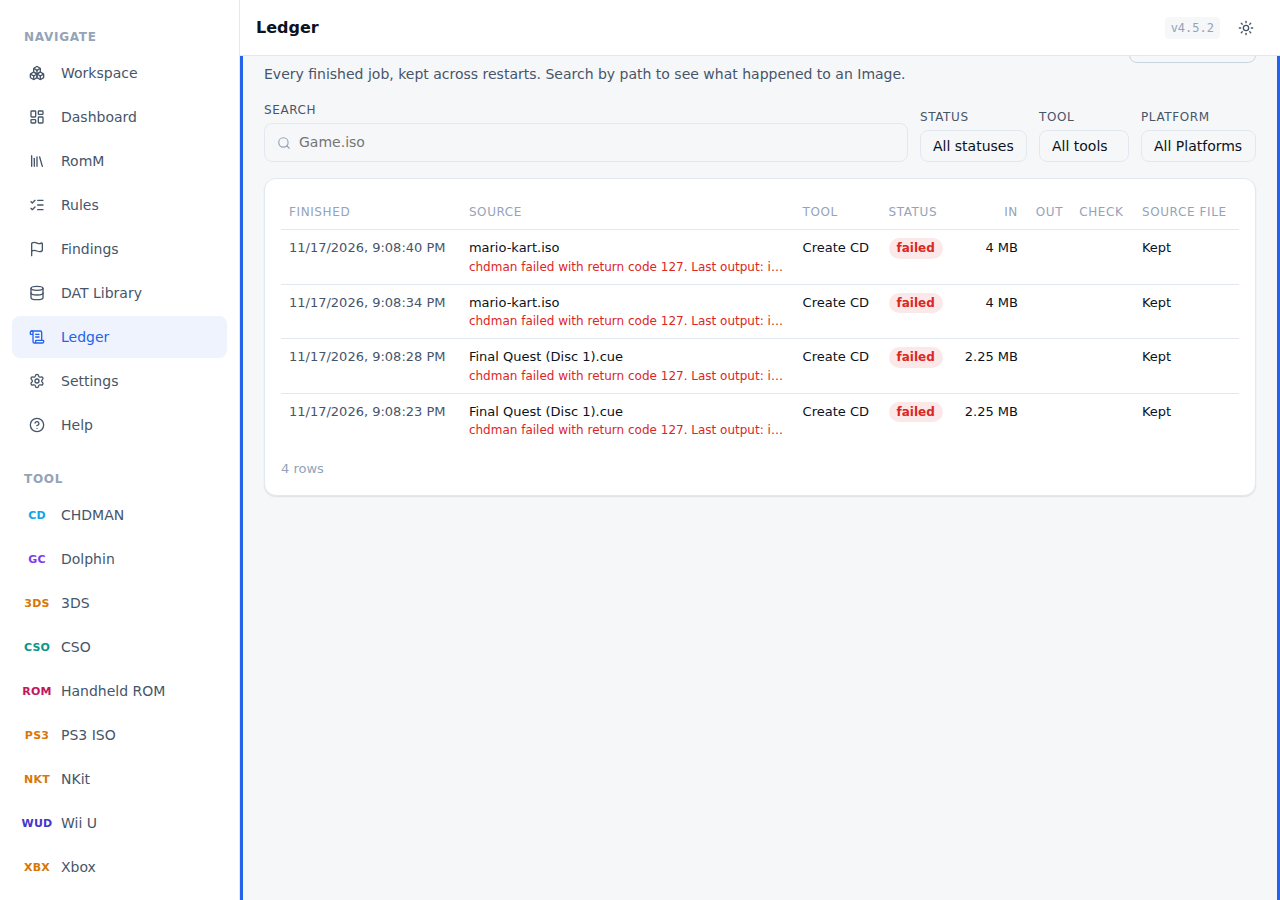 NAVIGATE
Workspace
Dashboard
RomM
Rules
Findings
DAT Library
Ledger
Settings
Help
TOOL
CD CHDMAN
GC Dolphin
3DS 3DS
CSO CSO
ROM Handheld ROM
PS3 PS3 ISO
NKT NKit
WUD Wii U
XBX Xbox
Ledger
v4.5.2
Every finished job, kept across restarts. Search by path to see what happened to an Image.
SEARCH
Game.iso
STATUS
All statuses
TOOL
All tools
PLATFORM
All Platforms
FINISHED SOURCE TOOL STATUS IN OUT CHECK SOURCE FILE
11/17/2026, 9:08:40 PM mario-kart.iso Create CD failed 4 MB Kept
chdman failed with return code 127. Last output: i…
11/17/2026, 9:08:34 PM mario-kart.iso Create CD failed 4 MB Kept
chdman failed with return code 127. Last output: i…
11/17/2026, 9:08:28 PM Final Quest (Disc 1).cue Create CD failed 2.25 MB Kept
chdman failed with return code 127. Last output: i…
11/17/2026, 9:08:23 PM Final Quest (Disc 1).cue Create CD failed 2.25 MB Kept
chdman failed with return code 127. Last output: i…
4 rows